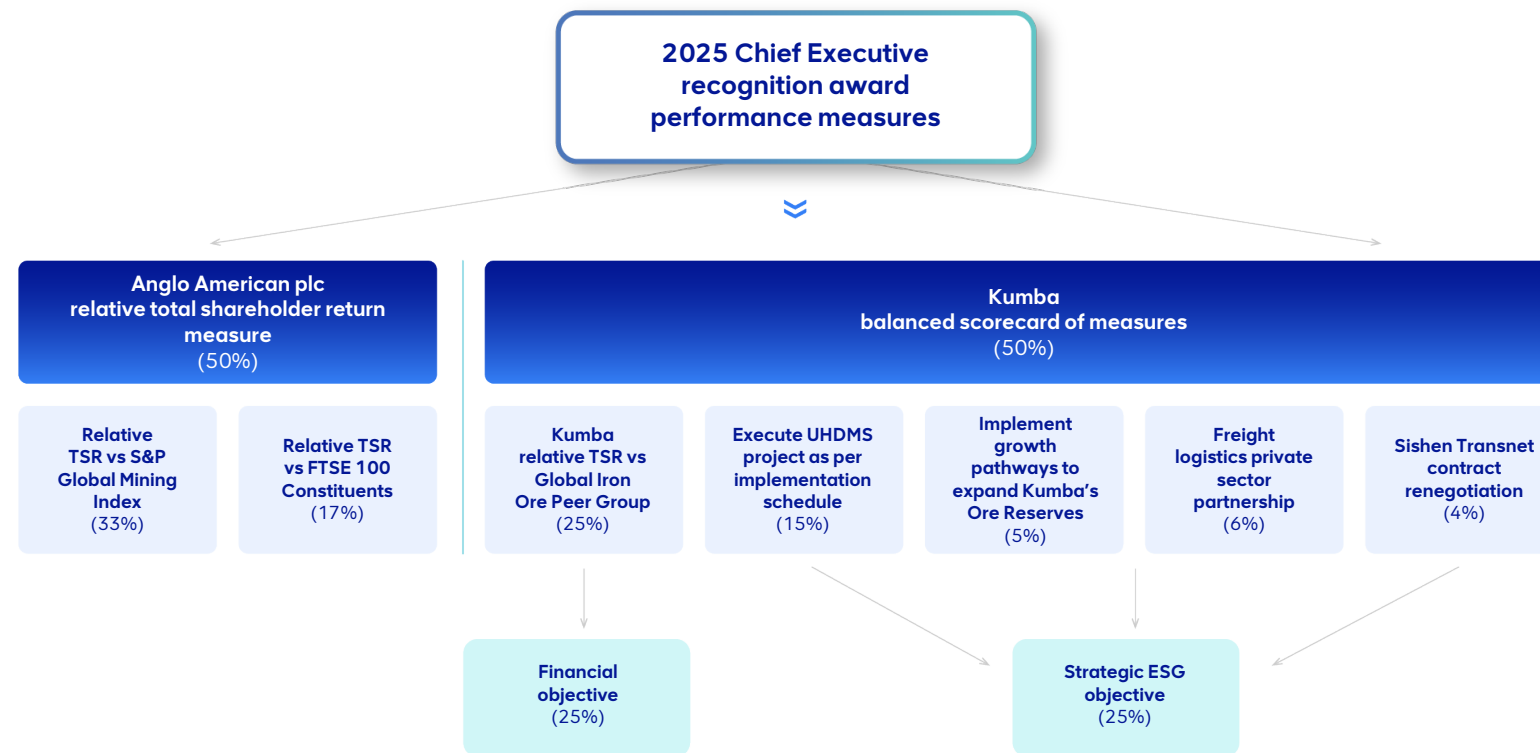 2025 Chief Executive
recognition award
performance measures
Anglo American plc
relative total shareholder return
measure
(50%)
Kumba
balanced scorecard of measures
(50%)
Relative
TSR vs S&P
Global Mining
Index
(33%)
Relative TSR
vs FTSE 100
Constituents
(17%)
Kumba
relative TSR vs
Global Iron
Ore Peer Group
(25%)
Execute UHDMS
project as per
implementation
schedule
(15%)
Implement
growth
pathways to
expand Kumba’s
Ore Reserves
(5%)
Freight
logistics private
sector
partnership
(6%)
Sishen Transnet
contract
renegotiation
(4%)
Financial
objective
(25%)
Strategic ESG
objective
(25%)